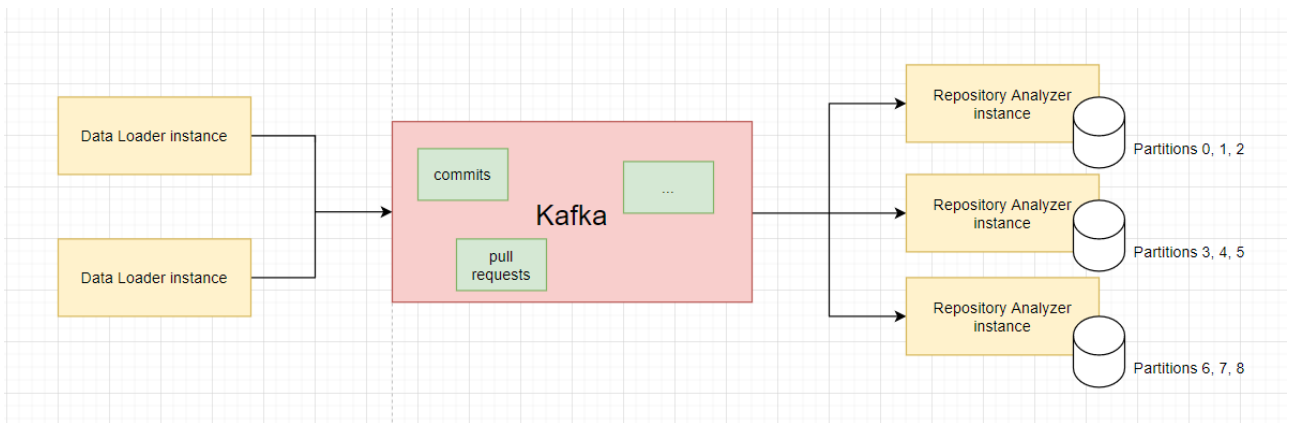 Data Loader instance
Data Loader instance
commits
...
Kafka
pull
requests
Repository Analyzer
instance
Partitions 0, 1, 2
Repository Analyzer
instance
Partitions 3, 4, 5
Repository Analyzer
instance
Partitions 6, 7, 8